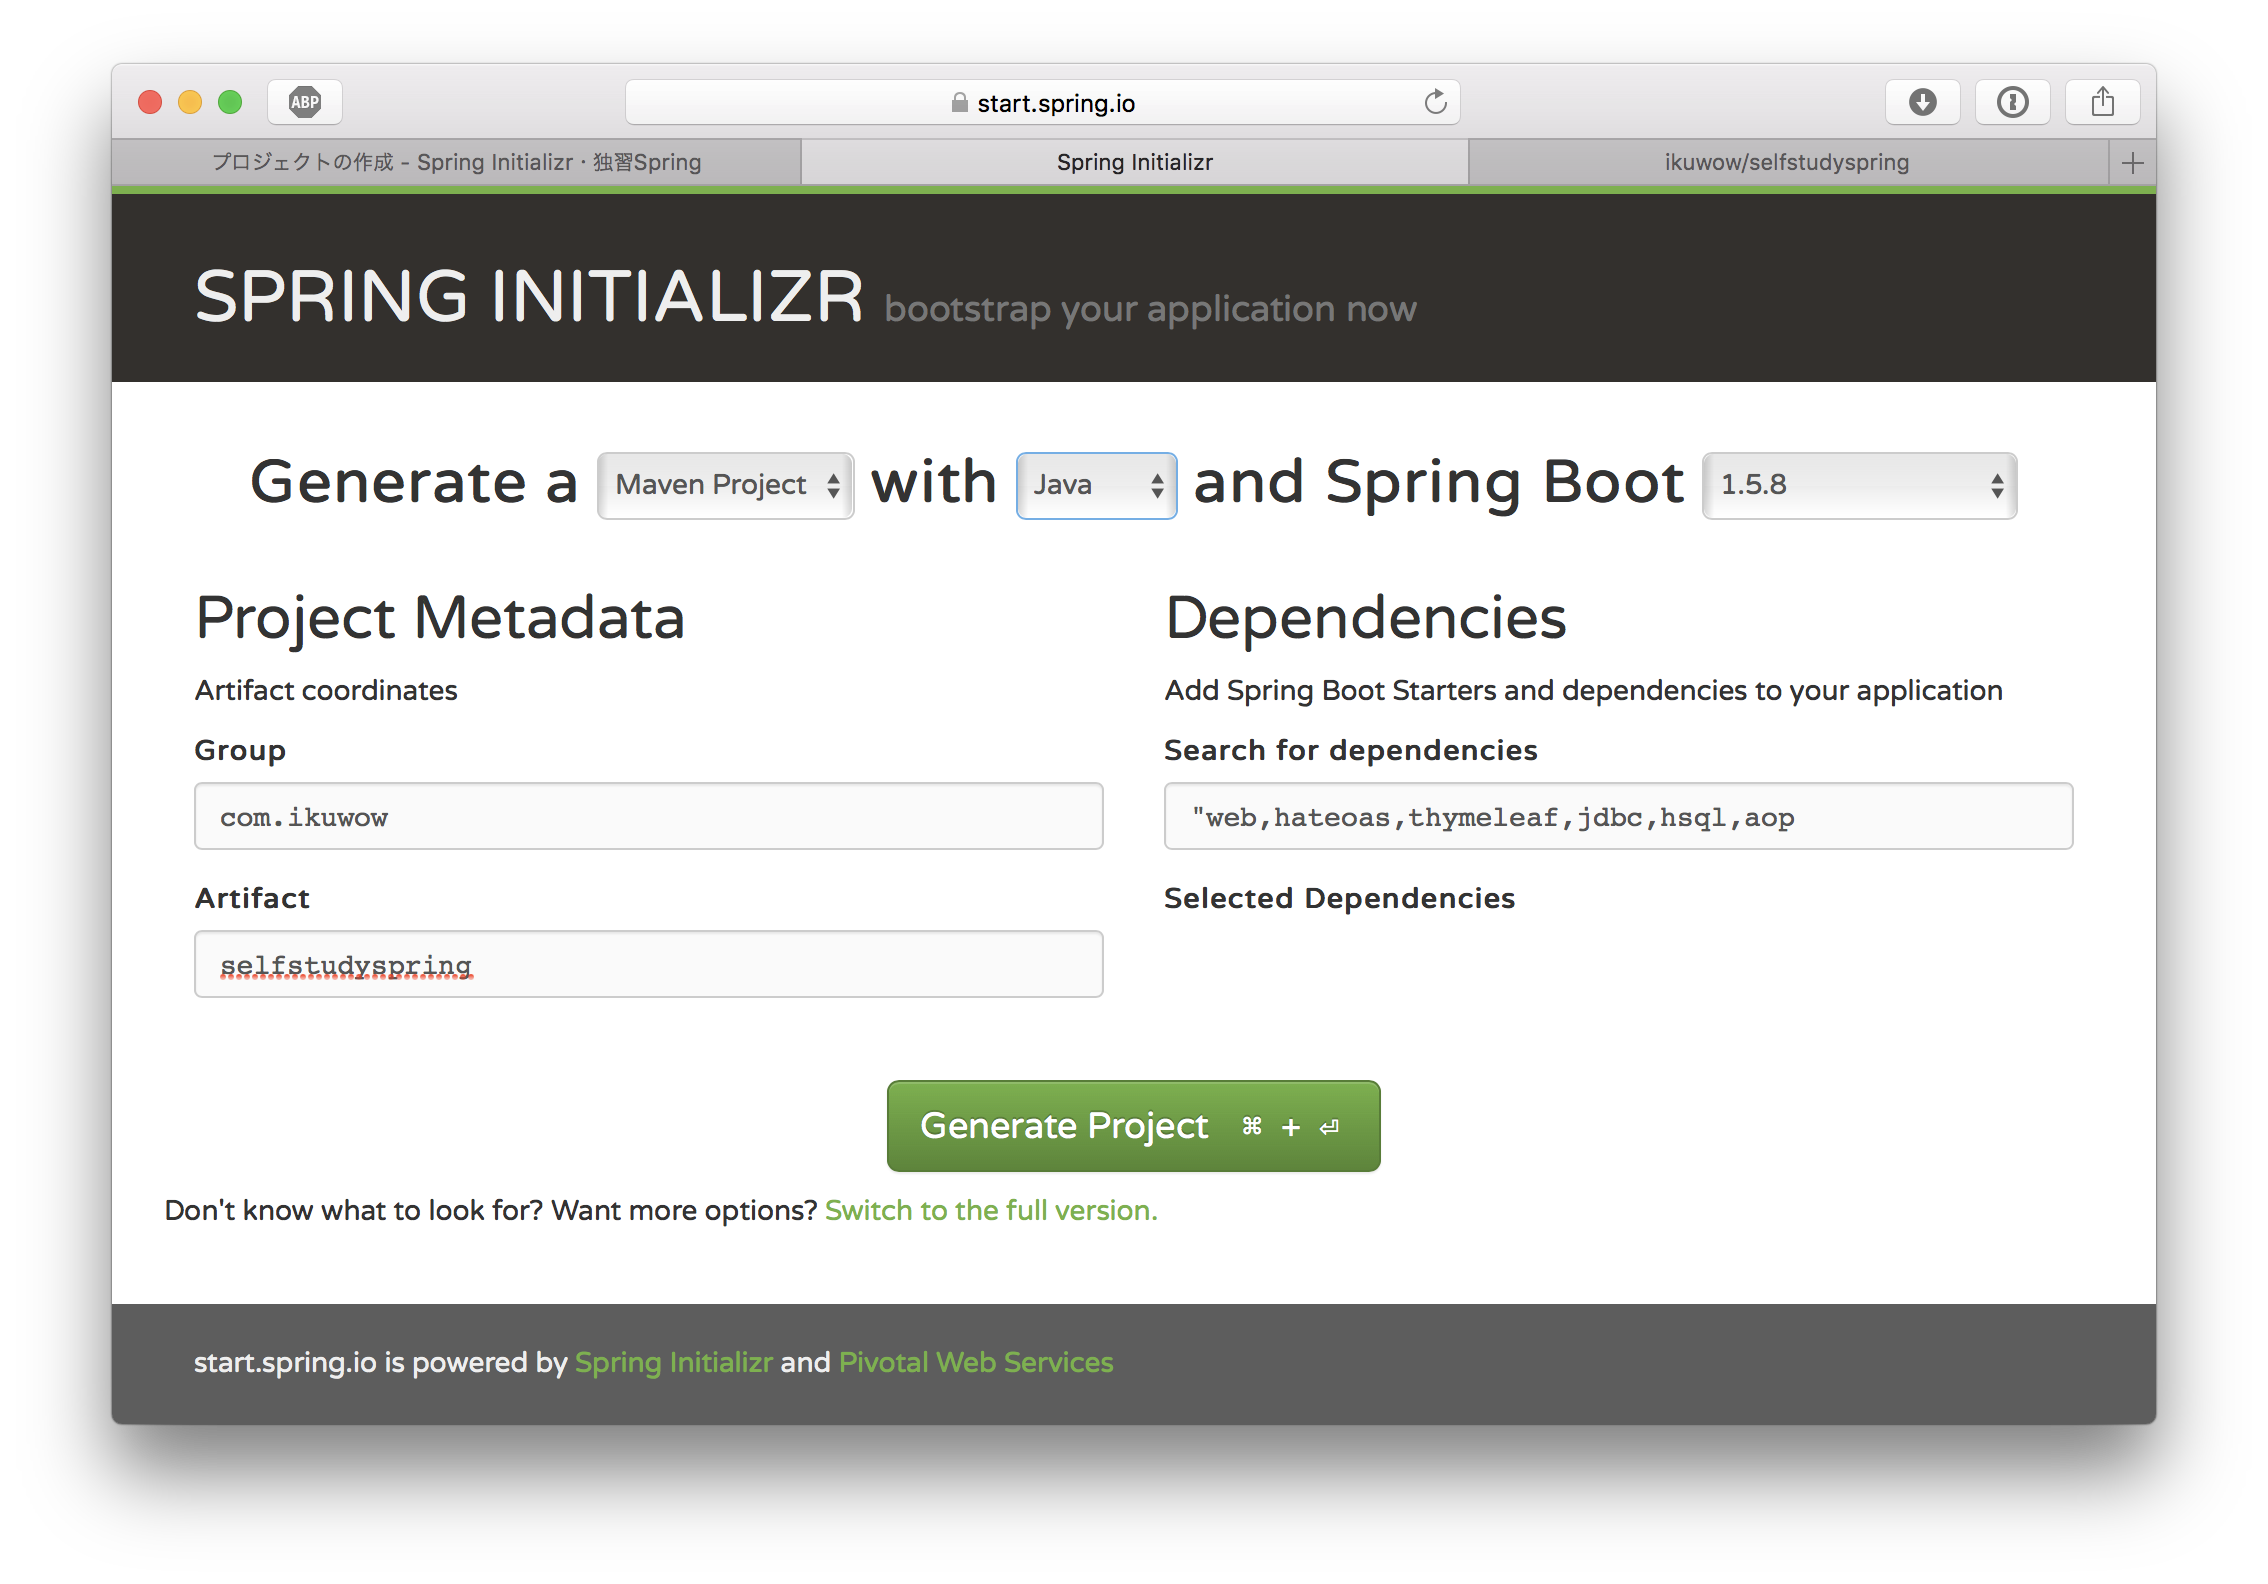 ABP
start.spring.io
プロジェクトの作成 - Spring Initializr · 独習Spring
Spring Initializr
ikuwow/selfstudyspring
SPRING INITIALIZR bootstrap your application now
Generate a Maven Project with Java and Spring Boot 1.5.8
Project Metadata
Artifact coordinates
Group
com.ikuwow
Artifact
selfstudyspring
Dependencies
Add Spring Boot Starters and dependencies to your application
Search for dependencies
"web,hateoas,thymeleaf,jdbc,hsql,aop
Selected Dependencies
Generate Project ⌘ + ⏎
Don't know what to look for? Want more options? Switch to the full version.
start.spring.io is powered by Spring Initializr and Pivotal Web Services